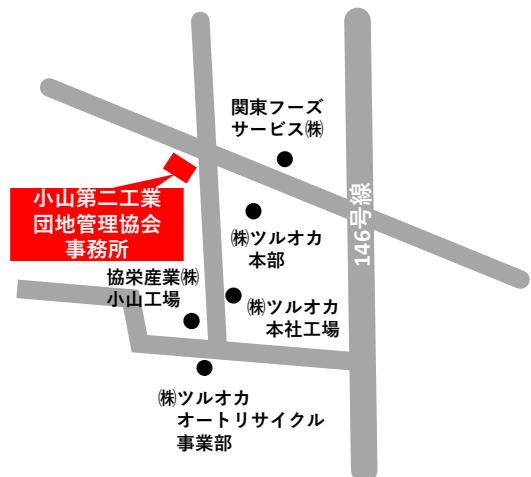 関東フーズ
サービス㈱
小山第二工業
団地管理協会
事務所
146号線
㈱ツルオカ
本部
協栄産業㈱
小山工場
㈱ツルオカ
本社工場
㈱ツルオカ
オートリサイクル
事業部